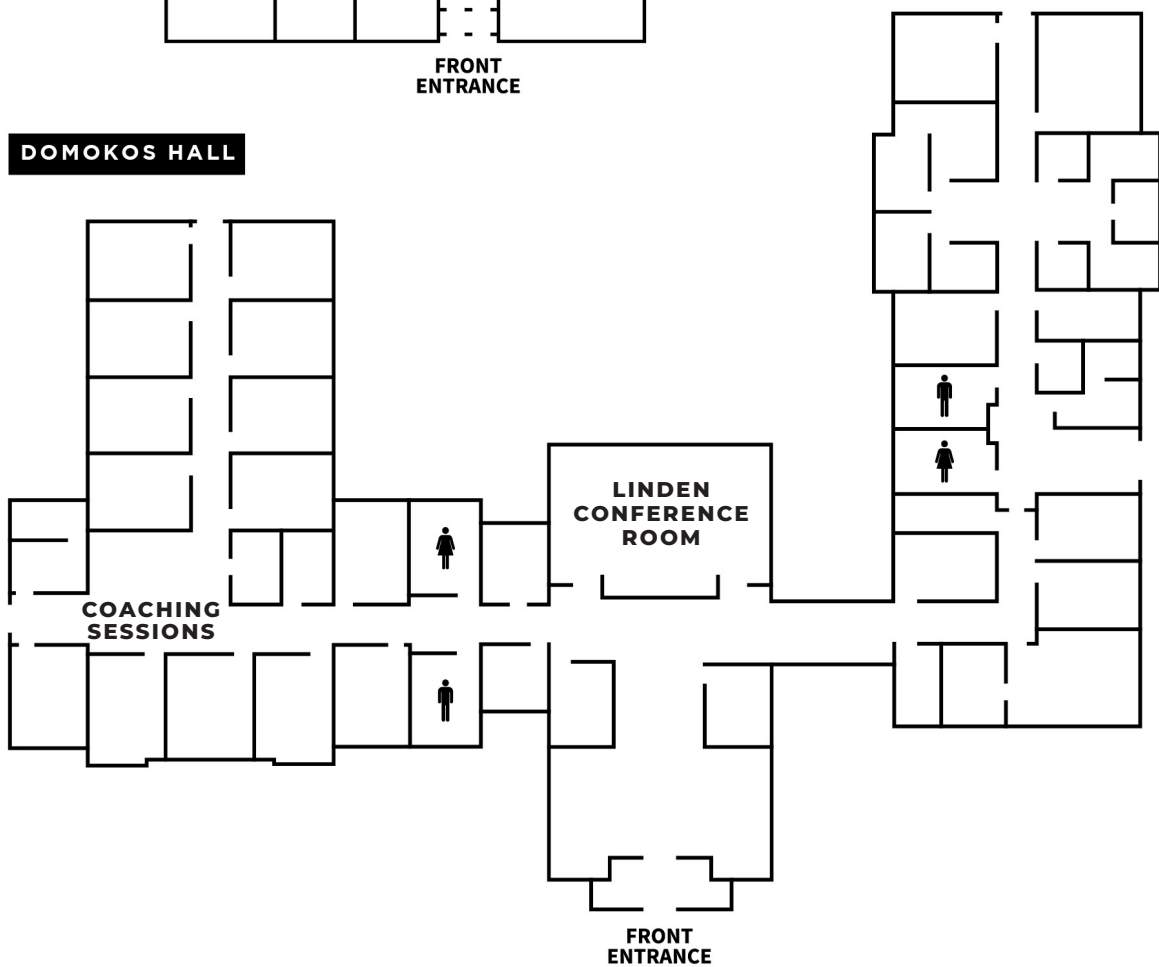 FRONT
ENTRANCE
DOMOKOS HALL
LINDEN
CONFERENCE
ROOM
COACHING
SESSIONS
FRONT
ENTRANCE